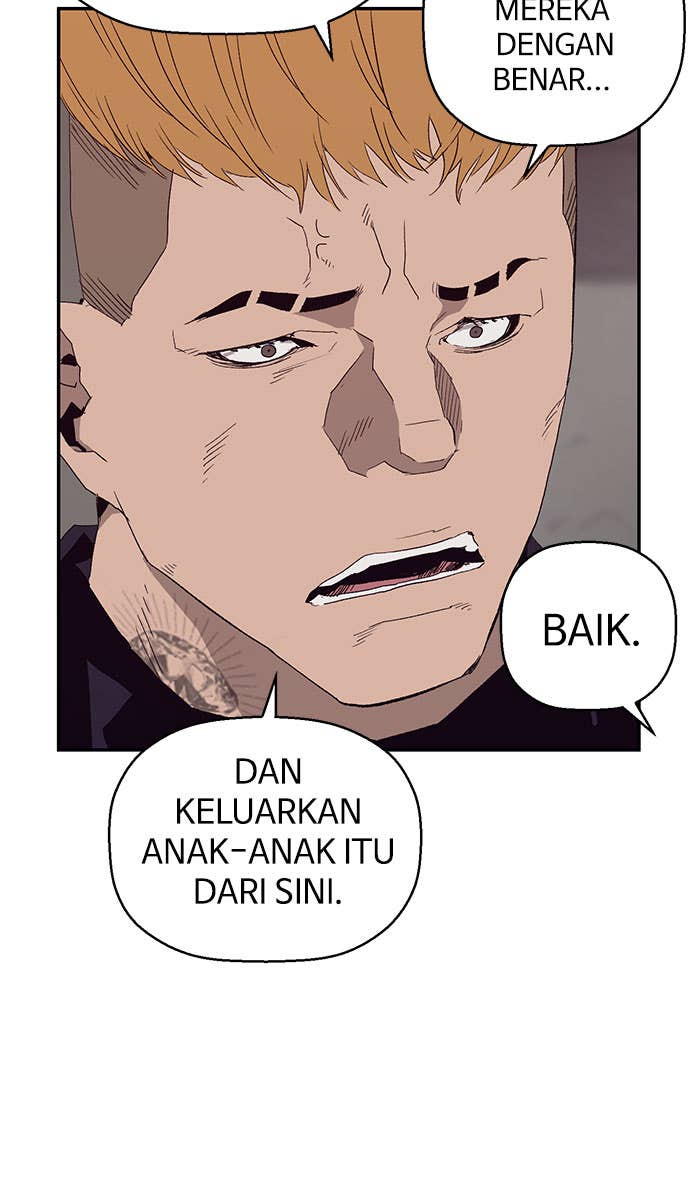 MEREKA
DENGAN
BENAR...
BAIK.
DAN
KELUARKAN
ANAK-ANAK ITU
DARI SINI.